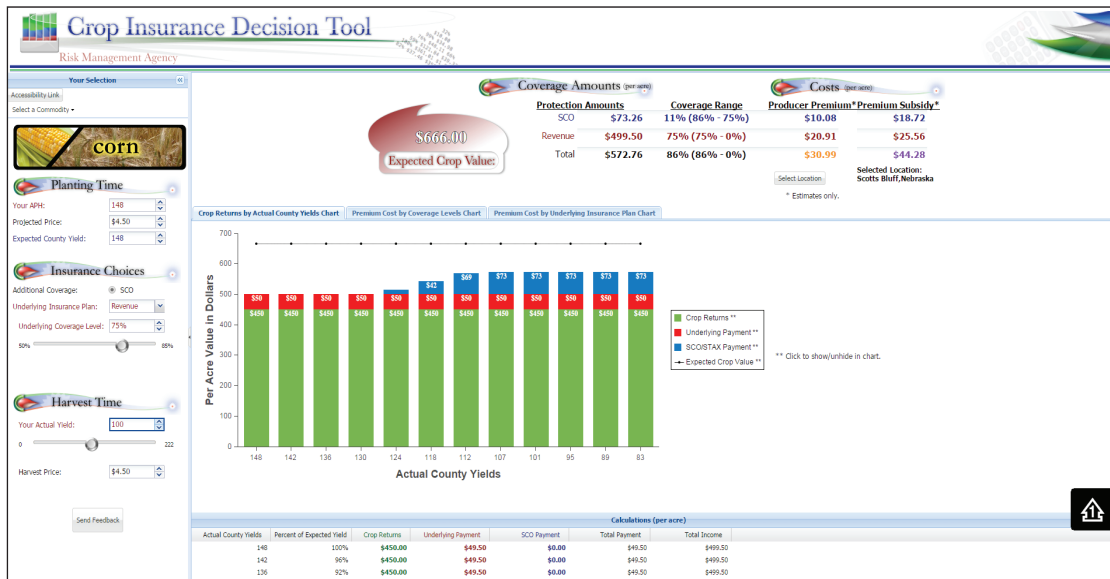 Crop Insurance Decision Tool
Risk Management Agency
Your Selection
Accessibility Link
Select a Commodity
corn
Planting Time
Your APH: 148
Projected Price: $4.50
Expected County Yield: 148
Insurance Choices
Additional Coverage: SCO
Underlying Insurance Plan: Revenue
Underlying Coverage Level: 75%
50% 85%
Harvest Time
Your Actual Yield: 100
0 222
Harvest Price: $4.50
Send Feedback
$666.00
Expected Crop Value:
Coverage Amounts (per acre) Costs (per acre)
Protection Amounts Coverage Range Producer Premium* Premium Subsidy*
SCO $73.26 11% (86% - 75%) $10.08 $18.72
Revenue $499.50 75% (75% - 0%) $20.91 $25.56
Total $572.76 86% (86% - 0%) $30.99 $44.28
Select Location
Selected Location:
Scotts Bluff,Nebraska
* Estimates only.
Crop Returns by Actual County Yields Chart Premium Cost by Coverage Levels Chart Premium Cost by Underlying Insurance Plan Chart
Per Acre Value in Dollars
700
600
500
400
300
200
100
0
$42 $69 $73 $73 $73 $73 $73
$50 $50 $50 $50 $50 $50 $50 $50 $50 $50 $50 $50
$450 $450 $450 $450 $450 $450 $450 $450 $450 $450 $450 $450
148 142 136 130 124 118 112 107 101 95 89 83
Actual County Yields
Crop Returns **
Underlying Payment **
SCO/STAX Payment **
Expected Crop Value **
** Click to show/unhide in chart.
Calculations (per acre)
Actual County Yields Percent of Expected Yield Crop Returns Underlying Payment SCO Payment Total Payment Total Income
148 100% $450.00 $49.50 $0.00 $49.50 $499.50
142 96% $450.00 $49.50 $0.00 $49.50 $499.50
136 92% $450.00 $49.50 $0.00 $49.50 $499.50